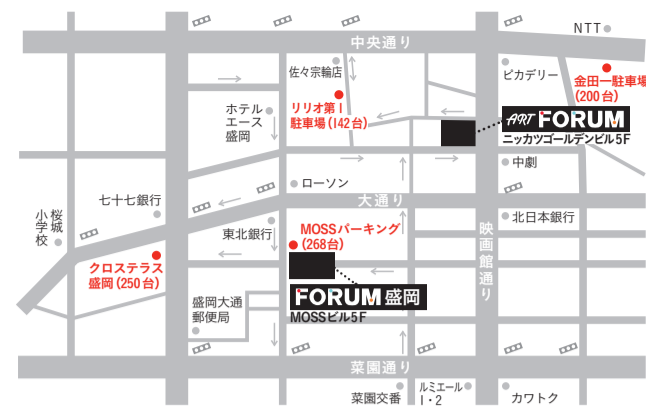 NTT
中央通り
佐々宗輪店
ピカデリー
金田一駐車場
(200台)
ホテル
エース
盛岡
リリオ第1
駐車場(142台)
ART FORUM
ニッカツゴールデンビル5F
中劇
ローソン
七十七銀行
大通り
桜城
小学校
東北銀行
MOSSパーキング
(268台)
映画館通り
北日本銀行
クロステラス
盛岡(250台)
FORUM盛岡
MOSSビル5F
盛岡大通
郵便局
菜園通り
菜園交番
ルミエール
1・2
カワトク